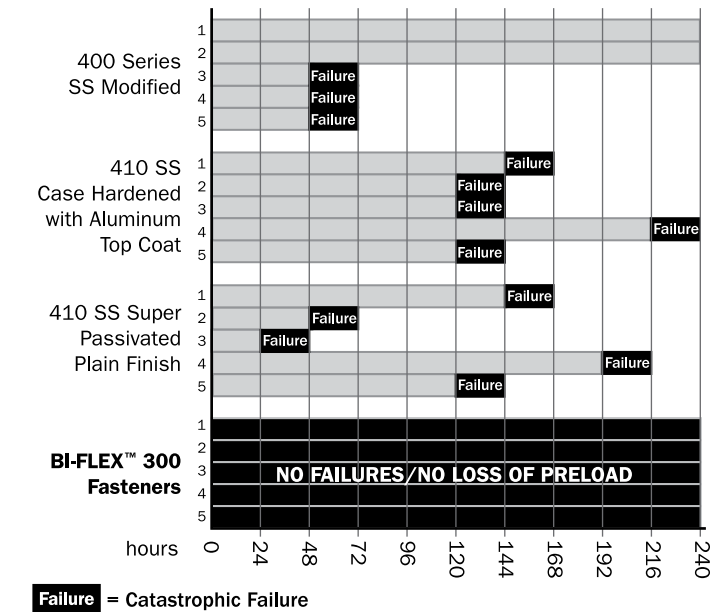 400 Series
SS Modified
1
2
3 Failure
4 Failure
5 Failure
410 SS
Case Hardened
with Aluminum
Top Coat
1 Failure
2 Failure
3 Failure
4 Failure
5 Failure
410 SS Super
Passivated
Plain Finish
1 Failure
2 Failure
3 Failure
4 Failure
5 Failure
BI-FLEX™ 300
Fasteners
1
2
3 NO FAILURES/NO LOSS OF PRELOAD
4
5
hours 0 24 48 72 96 120 144 168 192 216 240
Failure = Catastrophic Failure